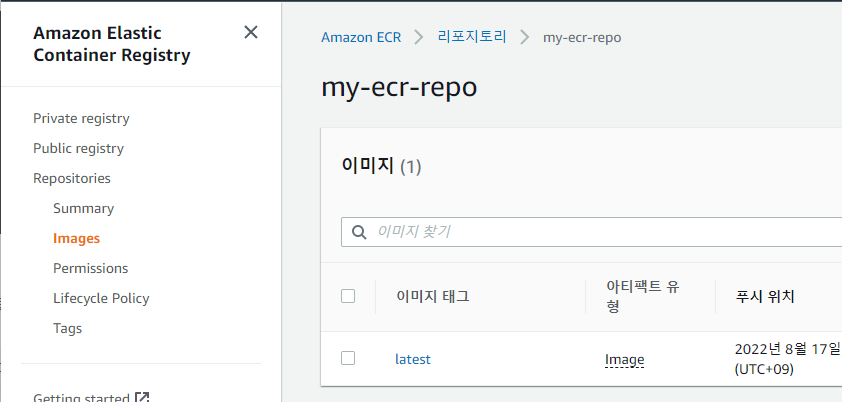 Amazon Elastic
Container Registry
Private registry
Public registry
Repositories
Summary
Images
Permissions
Lifecycle Policy
Tags
Getting started
Amazon ECR
리포지토리
my-ecr-repo
my-ecr-repo
이미지 (1)
이미지 찾기
이미지 태그
아티팩트 유
형
푸시 위치
latest
Image
2022년 8월 17일
(UTC+09)